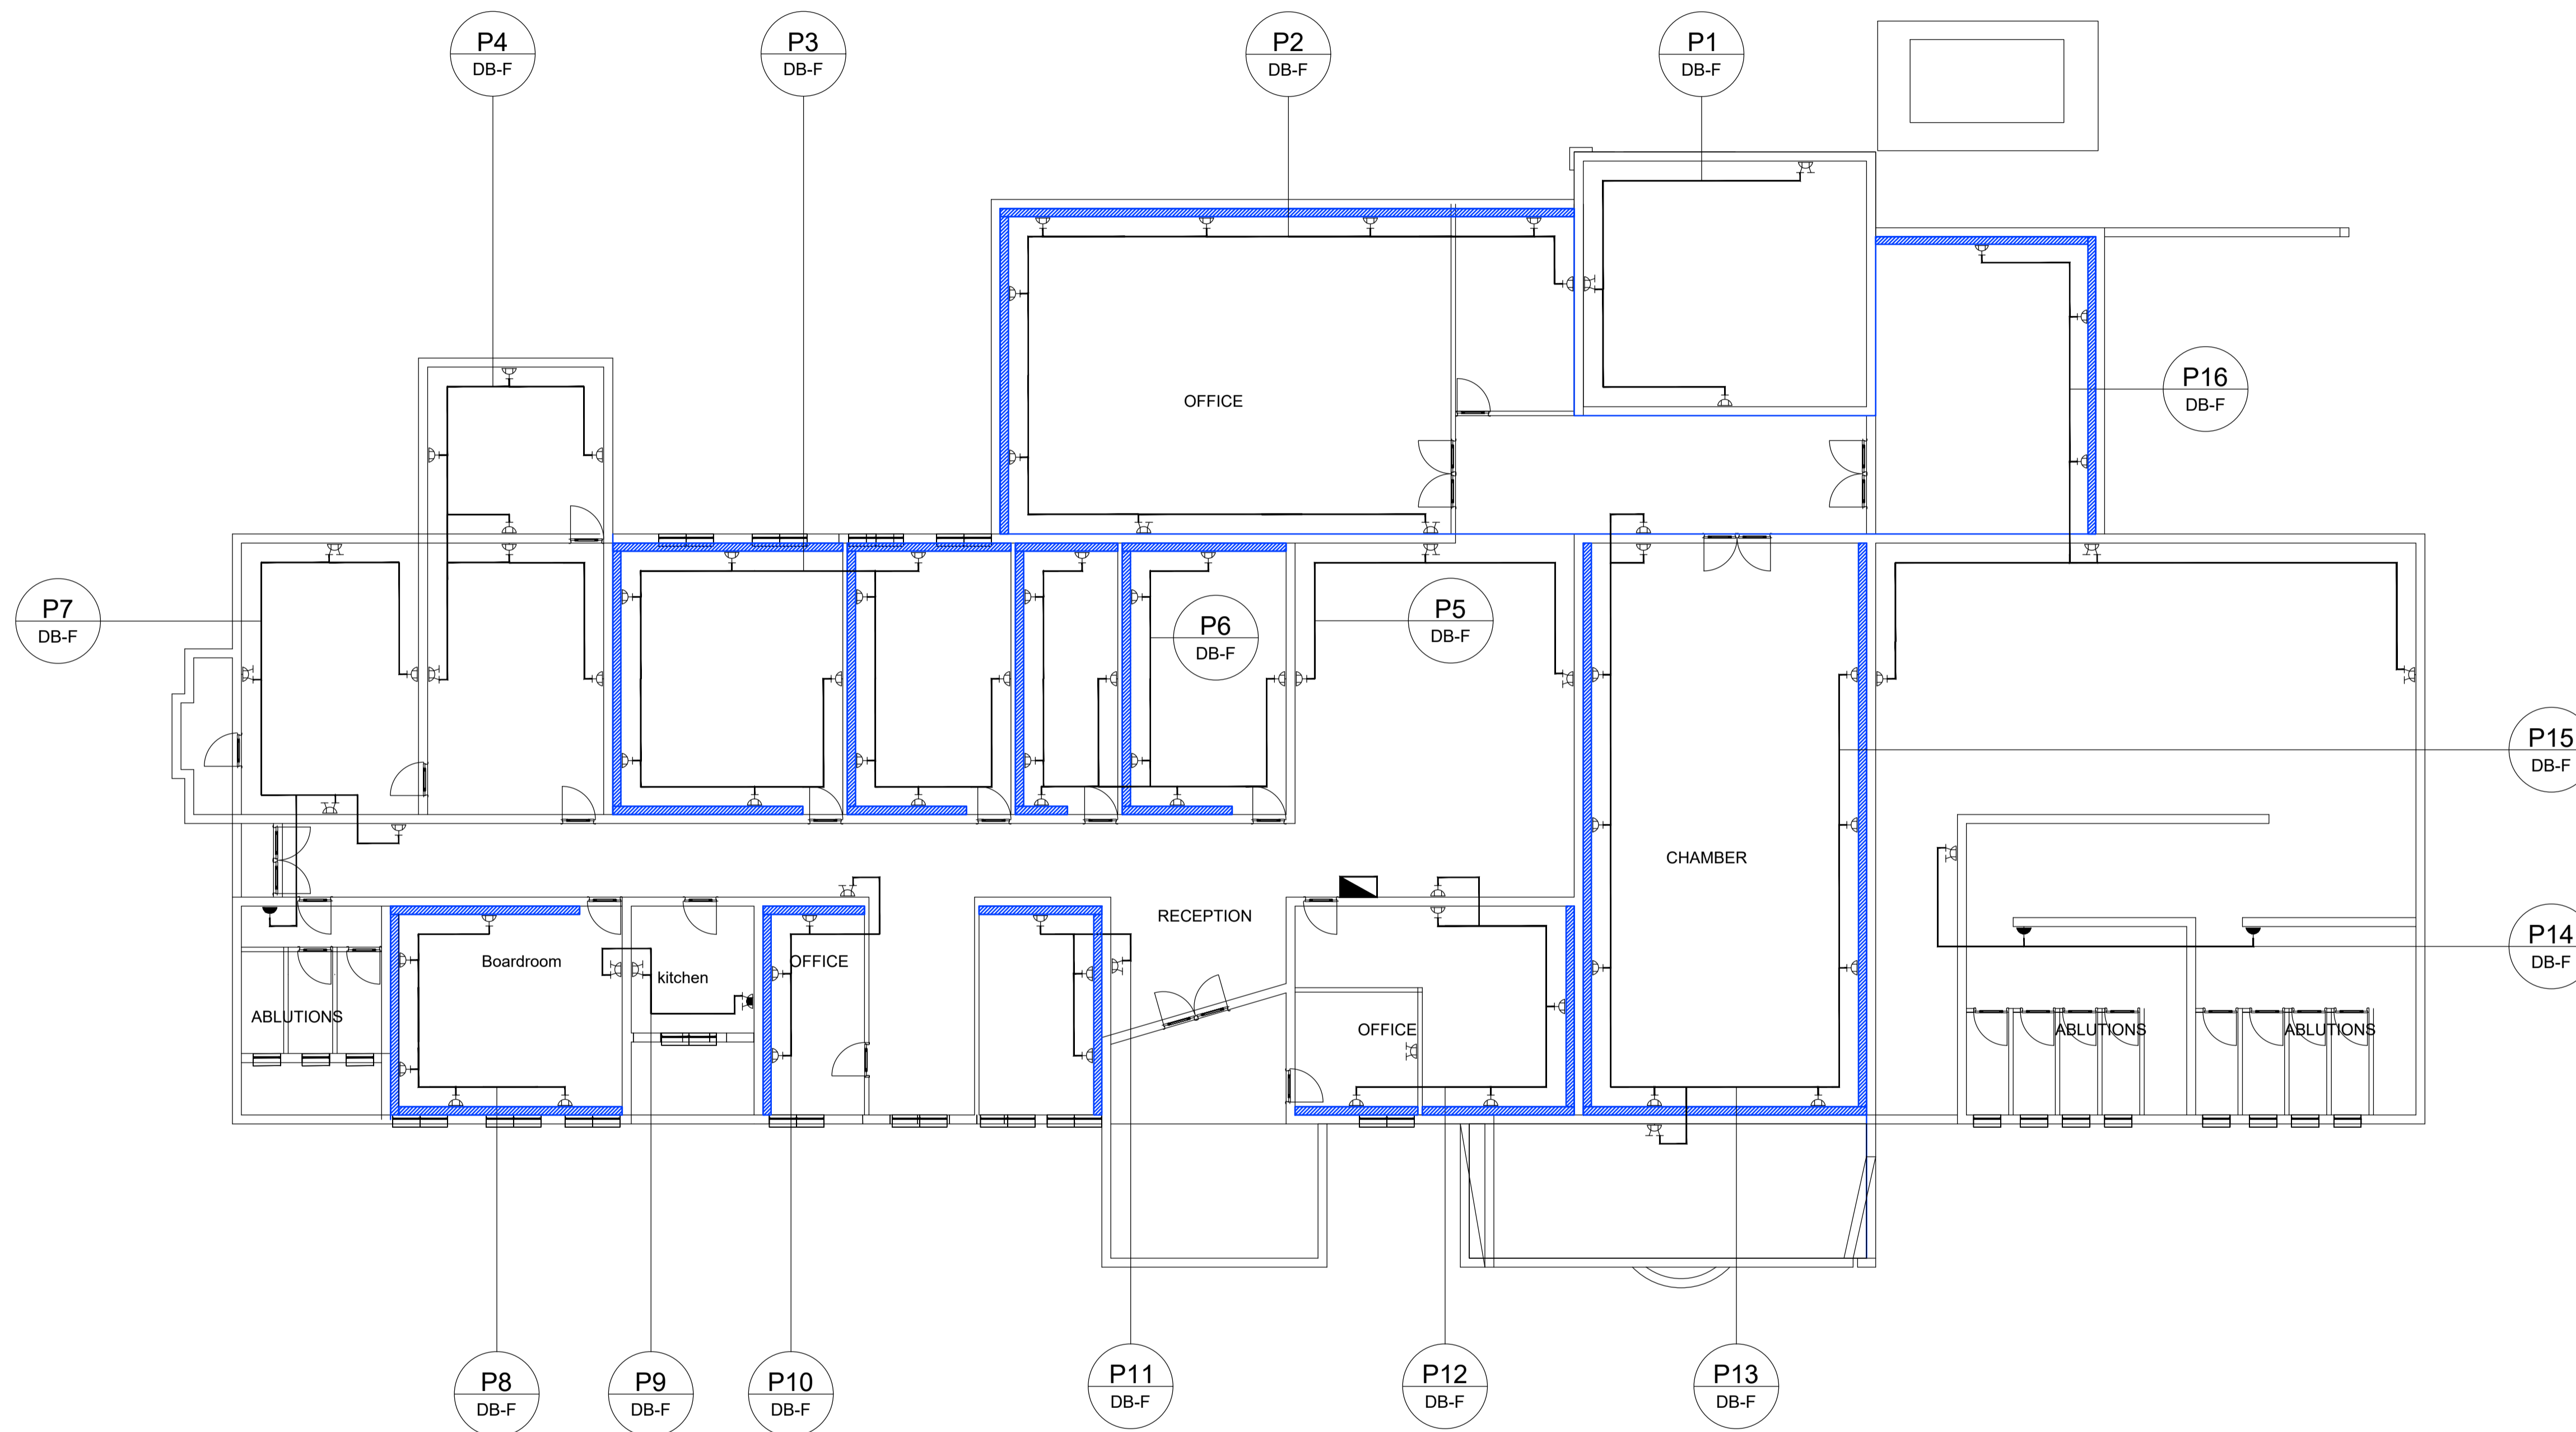 P4
DB-F
P3
DB-F
P2
DB-F
P1
DB-F
P16
DB-F
OFFICE
P7
DB-F
P6
DB-F
P5
DB-F
P15
DB-F
CHAMBER
RECEPTION
P14
DB-F
Boardroom
kitchen
OFFICE
ABLUTIONS
OFFICE
ABLUTIONS
ABLUTIONS
P8
DB-F
P9
DB-F
P10
DB-F
P11
DB-F
P12
DB-F
P13
DB-F